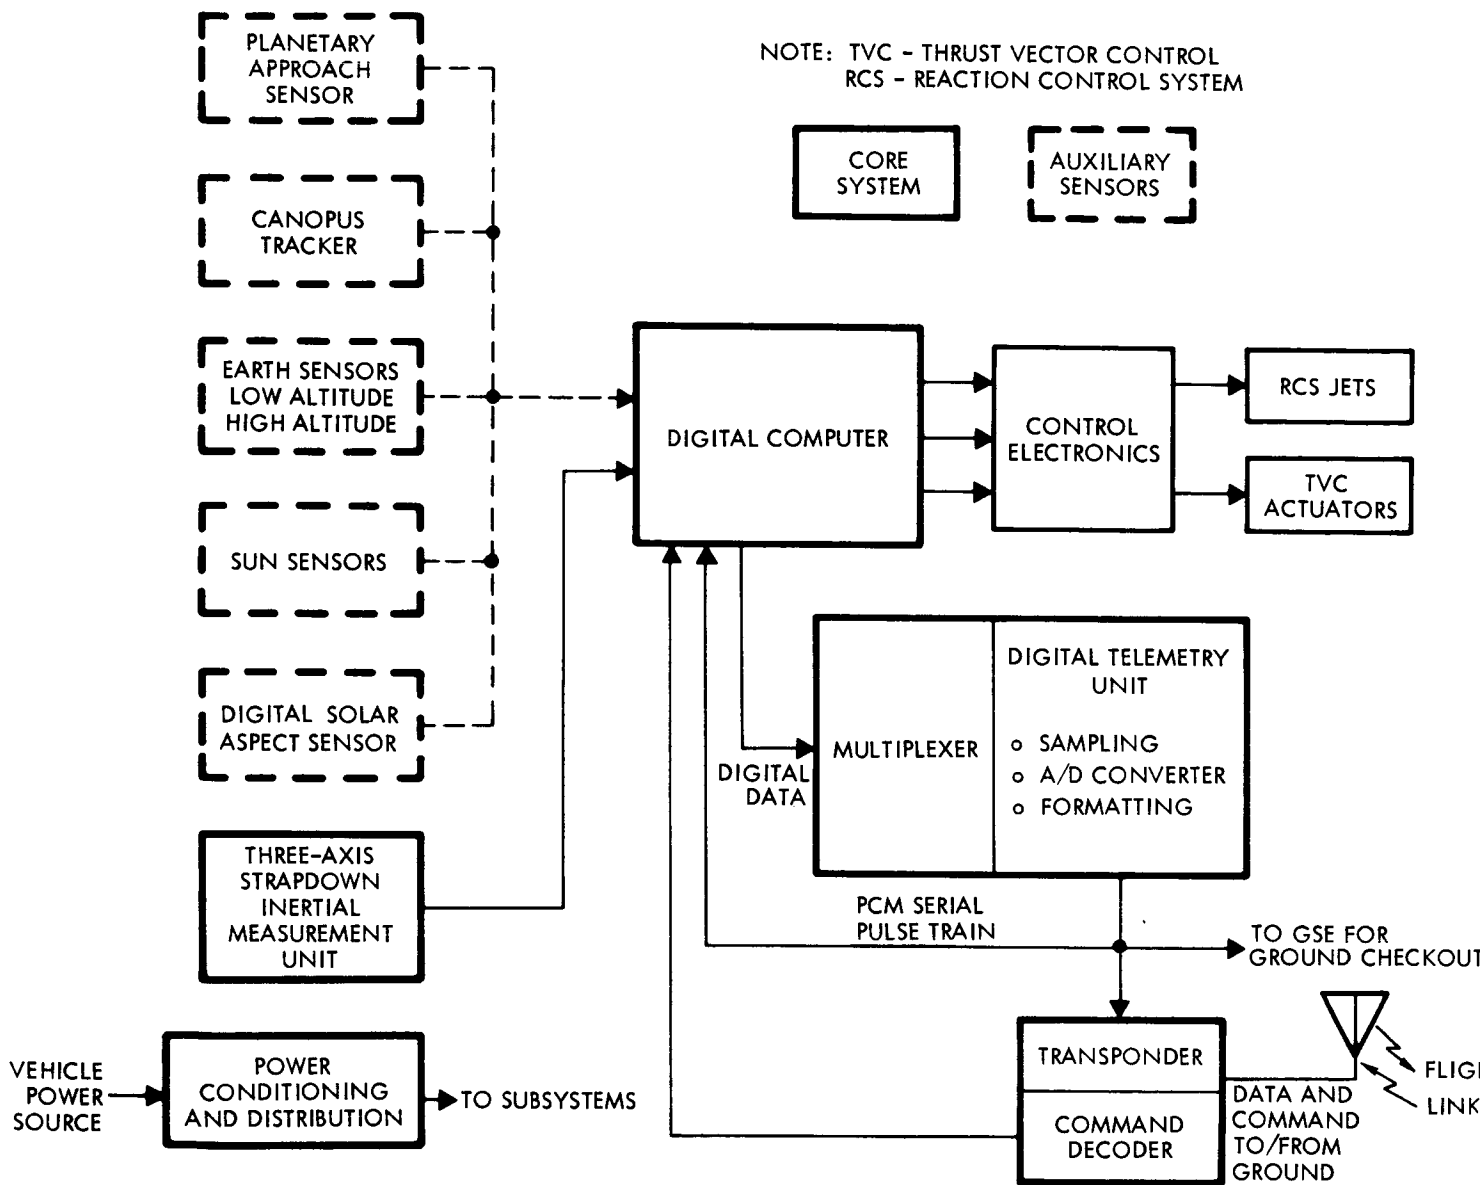 PLANETARY
APPROACH
SENSOR
NOTE: TVC - THRUST VECTOR CONTROL
RCS - REACTION CONTROL SYSTEM
CORE
SYSTEM
AUXILIARY
SENSORS
CANOPUS
TRACKER
EARTH SENSORS
LOW ALTITUDE
HIGH ALTITUDE
DIGITAL COMPUTER
CONTROL
ELECTRONICS
RCS JETS
TVC
ACTUATORS
SUN SENSORS
DIGITAL SOLAR
ASPECT SENSOR
DIGITAL
DATA
MULTIPLEXER
DIGITAL TELEMETRY
UNIT
o SAMPLING
o A/D CONVERTER
o FORMATTING
THREE-AXIS
STRAPDOWN
INERTIAL
MEASUREMENT
UNIT
PCM SERIAL
PULSE TRAIN
TO GSE FOR
GROUND CHECKOUT
TRANSPONDER
COMMAND
DECODER
DATA AND
COMMAND
TO/FROM
GROUND
LINK
VEHICLE
POWER
SOURCE
POWER
CONDITIONING
AND DISTRIBUTION
TO SUBSYSTEMS